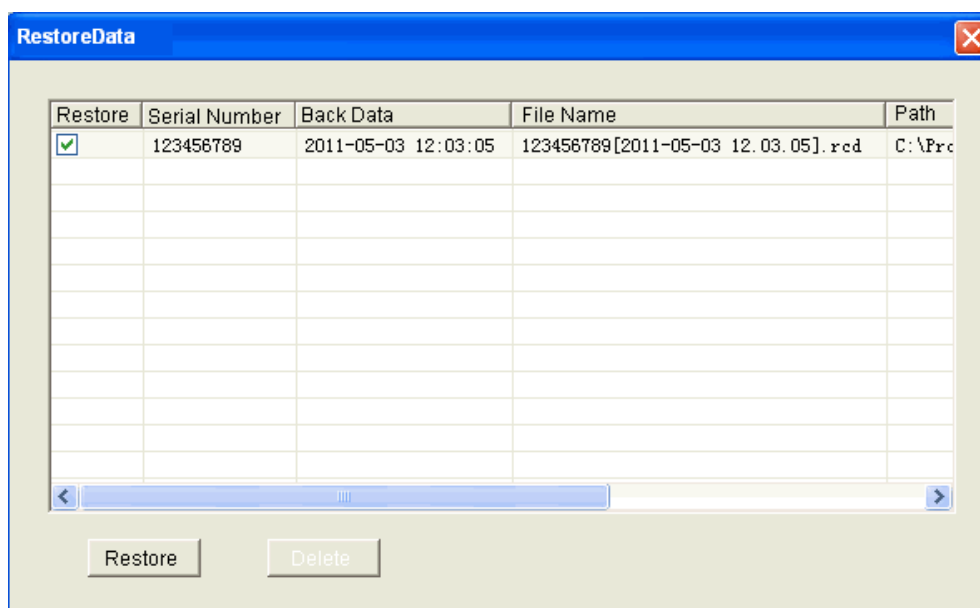 RestoreData
Restore Serial Number Back Data File Name Path
123456789 2011-05-03 12:03:05 123456789[2011-05-03 12.03.05].rcd C:\Pro
Restore Delete